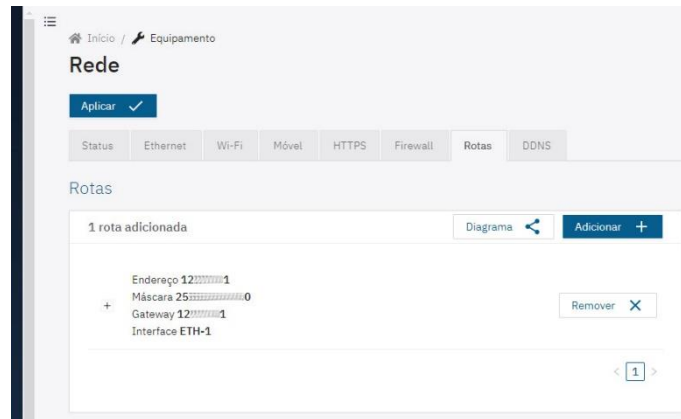 Início / Equipamento
Rede
Aplicar
Status Ethernet Wi-Fi Móvel HTTPS Firewall Rotas DDNS
Rotas
1 rota adicionada Diagrama Adicionar +
Endereço
Máscara
+ Gateway
Interface ETH-1
Remover X
< 1 >